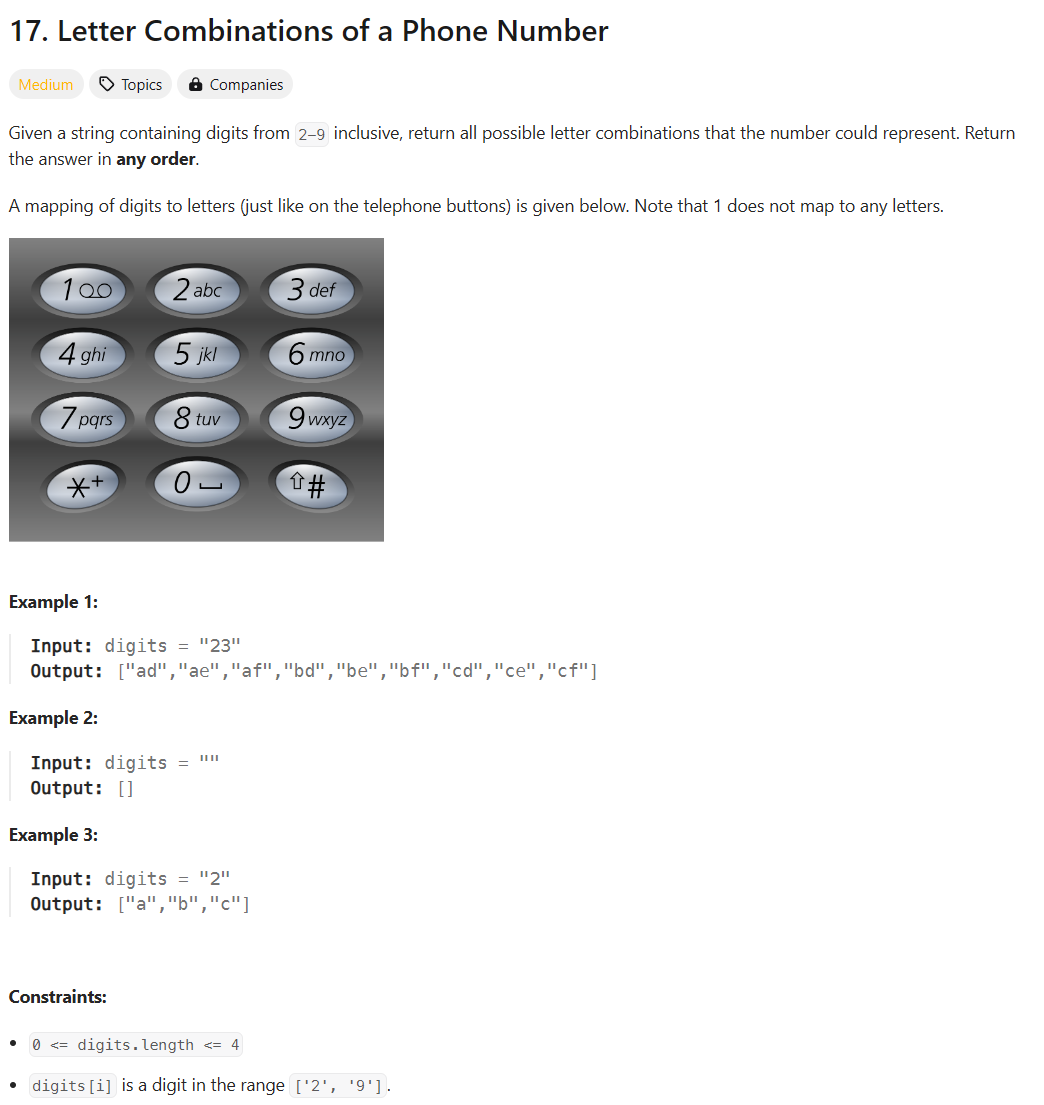 17. Letter Combinations of a Phone Number
Medium Topics Companies
Given a string containing digits from 2-9 inclusive, return all possible letter combinations that the number could represent. Return
the answer in any order.
A mapping of digits to letters (just like on the telephone buttons) is given below. Note that 1 does not map to any letters.
1 2 abc 3 def
4 ghi 5 jkl 6 mno
7 pqrs 8 tuv 9 wxyz
*+ 0 #
Example 1:
Input: digits = "23"
Output: ["ad","ae","af","bd","be","bf","cd","ce","cf"]
Example 2:
Input: digits = ""
Output: []
Example 3:
Input: digits = "2"
Output: ["a","b","c"]
Constraints:
• 0 <= digits.length <= 4
• digits[i] is a digit in the range ['2', '9'].